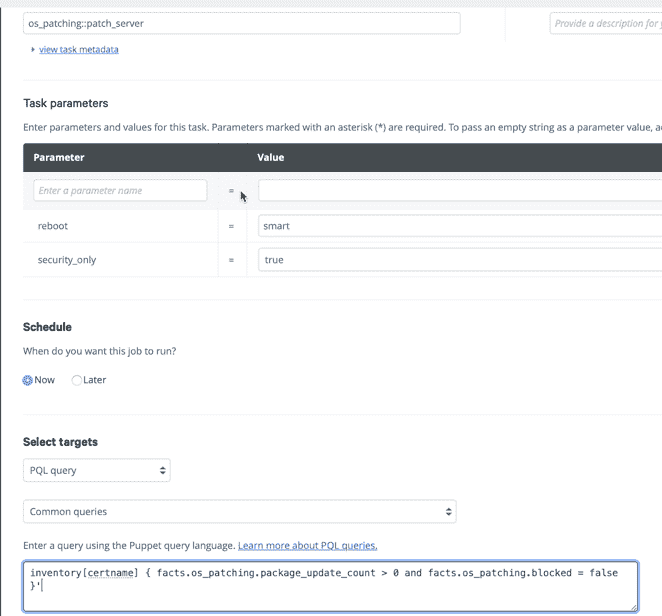 os_patching::patch_server
Provide a description for
view task metadata
Task parameters
Enter parameters and values for this task. Parameters marked with an asterisk (*) are required. To pass an empty string as a parameter value,
Parameter Value
Enter a parameter name =
reboot = smart
security_only = true
Schedule
When do you want this job to run?
Now Later
Select targets
PQL query
Common queries
Enter a query using the Puppet query language. Learn more about PQL queries.
inventory[certname] { facts.os_patching.package_update_count > 0 and facts.os_patching.blocked = false
}'